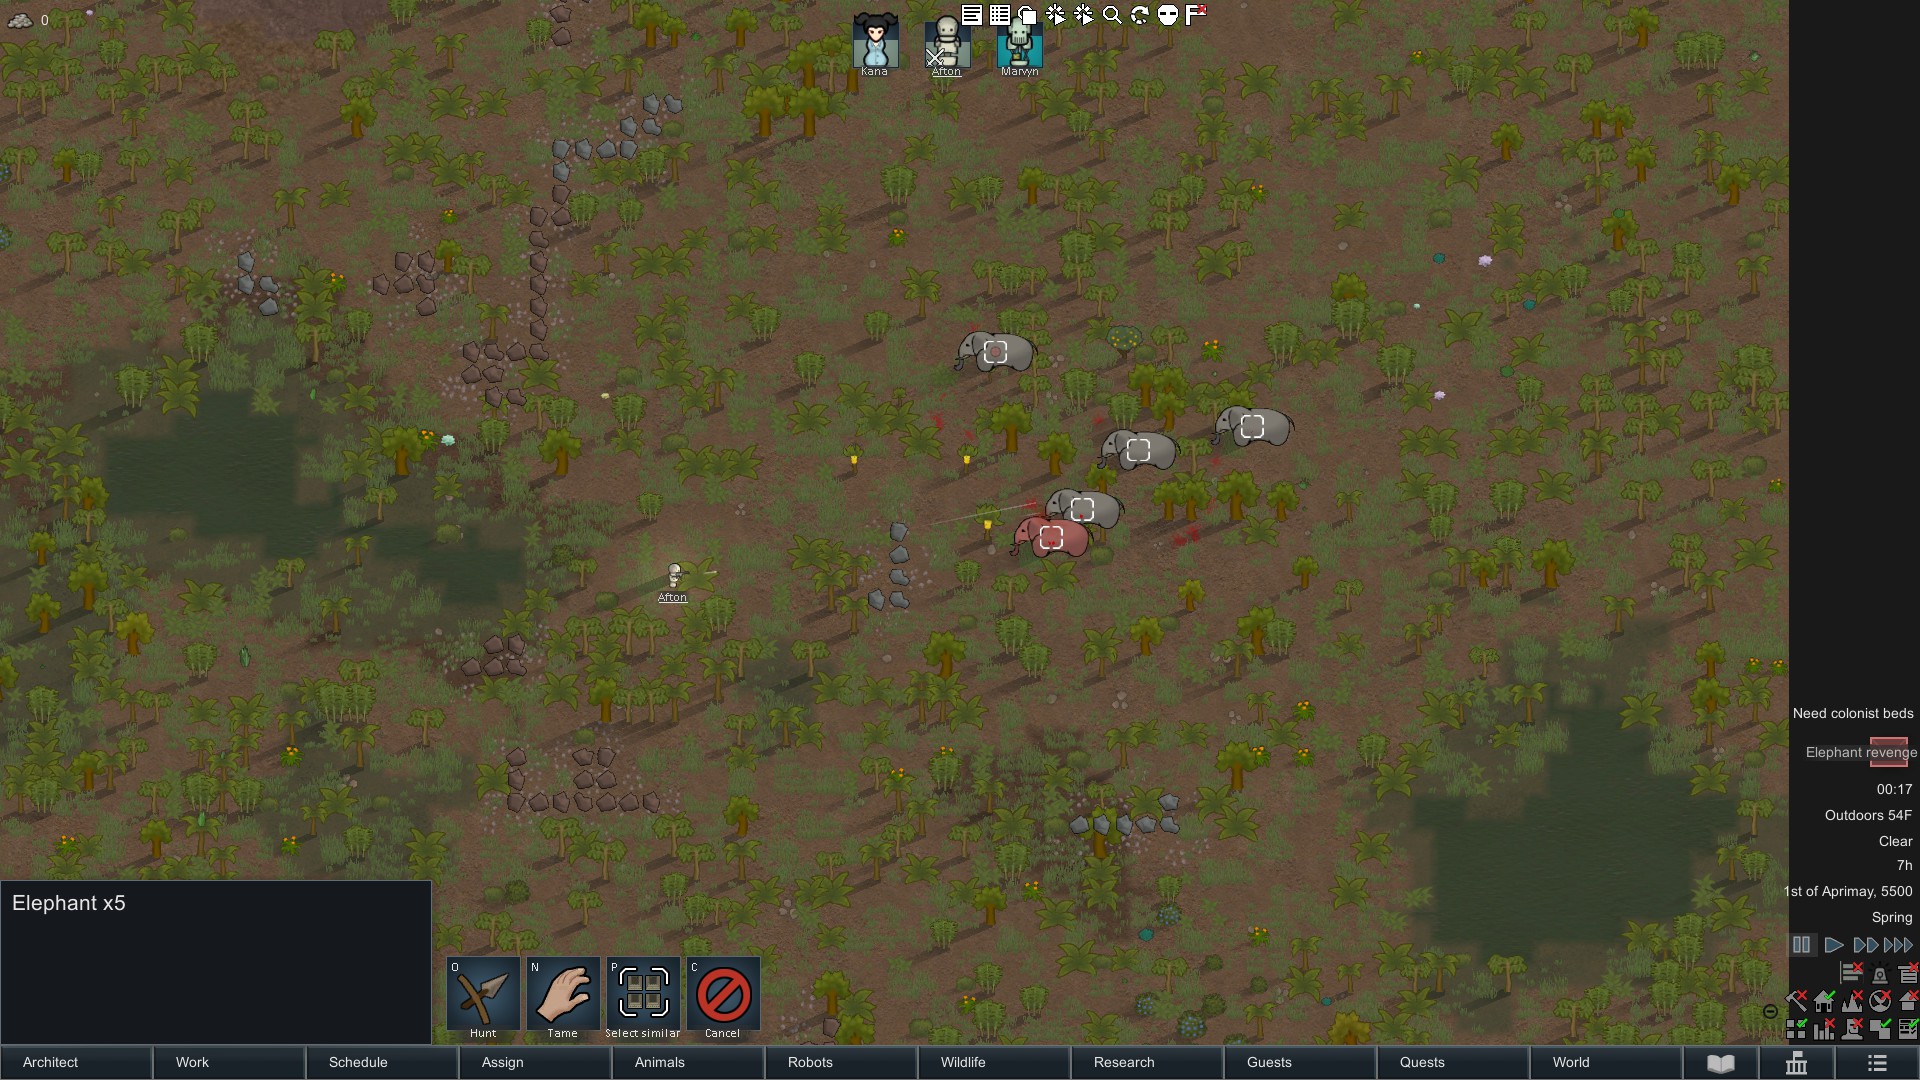 0
Kana
Afton
Marvyn
Afton
Need colonist beds
Elephant revenge
00:17
Outdoors 54F
Clear
7h
1st of Aprimay, 5500
Spring
Elephant x5
O
Hunt
N
Tame
P
Select similar
C
Cancel
Architect
Work
Schedule
Assign
Animals
Robots
Wildlife
Research
Guests
Quests
World